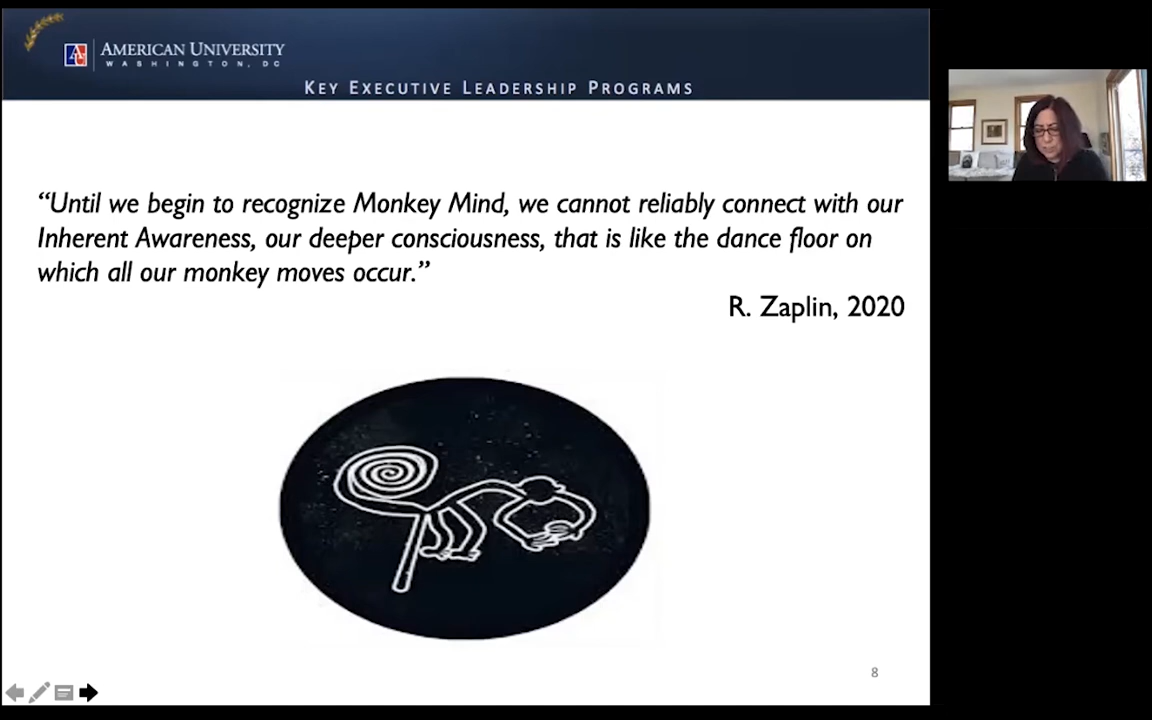 AMERICAN UNIVERSITY
WASHINGTON, DC
KEY EXECUTIVE LEADERSHIP PROGRAMS
“Until we begin to recognize Monkey Mind, we cannot reliably connect with our
Inherent Awareness, our deeper consciousness, that is like the dance floor on
which all our monkey moves occur.”
R. Zaplin, 2020
8